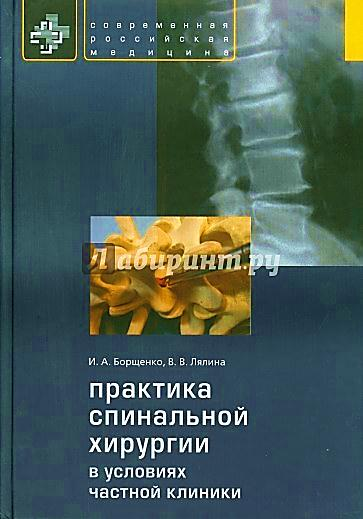 современная
российская
медицина
Лабиринт.ру
И. А. Борщенко, В. В. Лялина
практика
спинальной
хирургии
в условиях
частной клиники